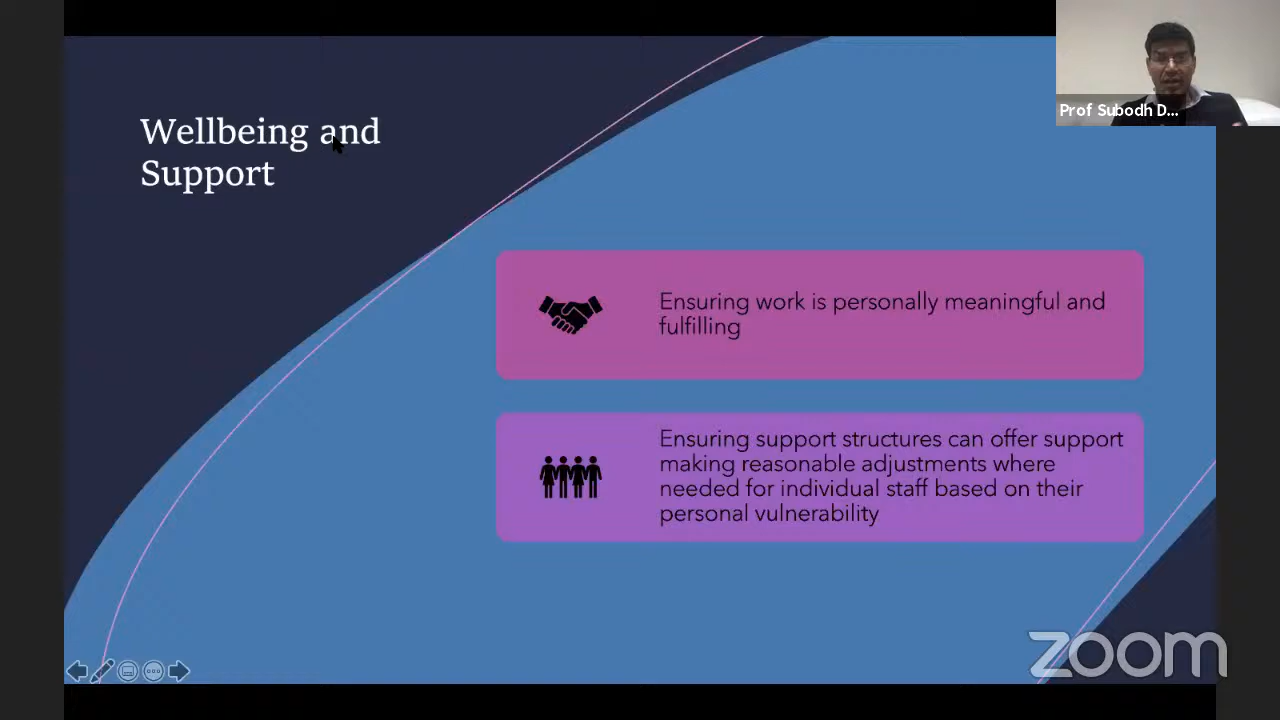 Prof Subodh D...
Wellbeing and
Support
Ensuring work is personally meaningful and
fulfilling
Ensuring support structures can offer support
making reasonable adjustments where
needed for individual staff based on their
personal vulnerability
zoom